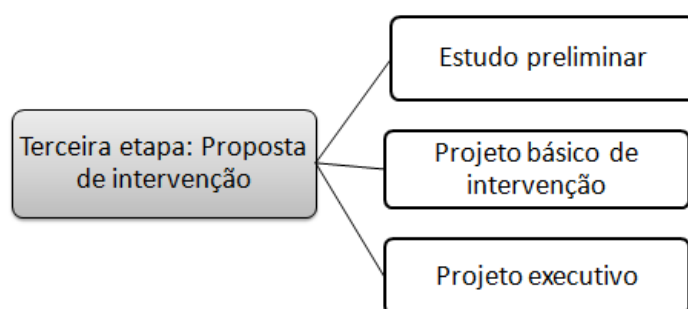 Terceira etapa: Proposta
de intervenção
Estudo preliminar
Projeto básico de
intervenção
Projeto executivo